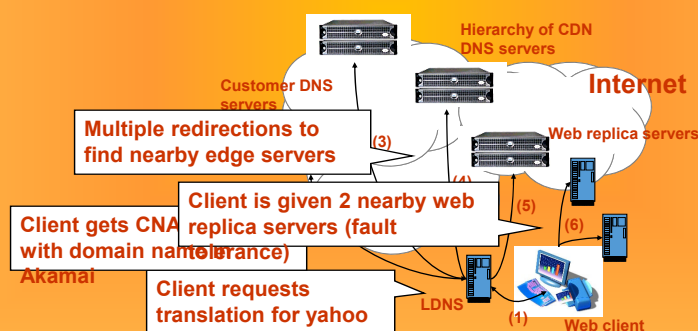 Hierarchy of CDN
DNS servers
Internet
Customer DNS
servers
Multiple redirections to
find nearby edge servers
(3)
Web replica servers
(4)
Client is given 2 nearby web
replica servers (fault
tolerance)
(5)
(6)
Client gets CNA
with domain name in
Akamai
Client requests
translation for yahoo
LDNS
(1)
Web client